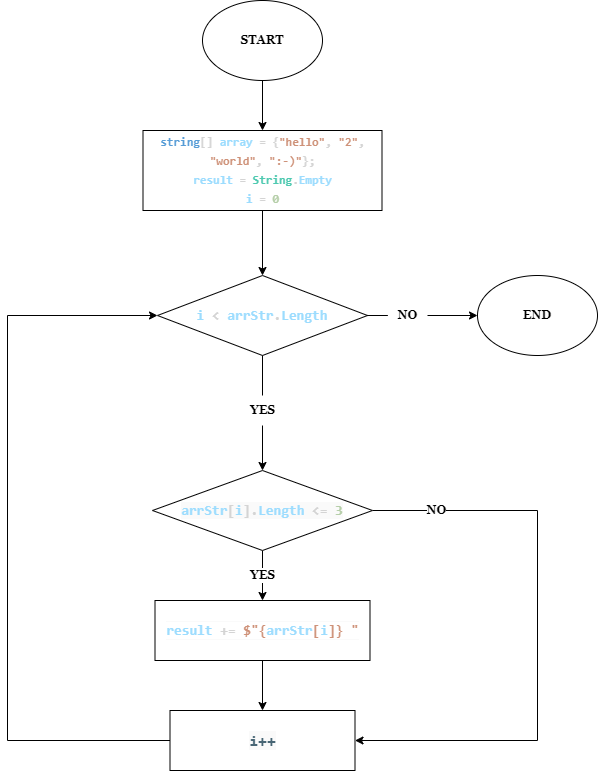 START
string[] array = {"hello", "2",
"world", ":-)"};
result = String.Empty
i = 0
i < arrStr.Length
NO
END
YES
arrStr[i].Length <= 3
NO
YES
result += $"{arrStr[i]} "
i++